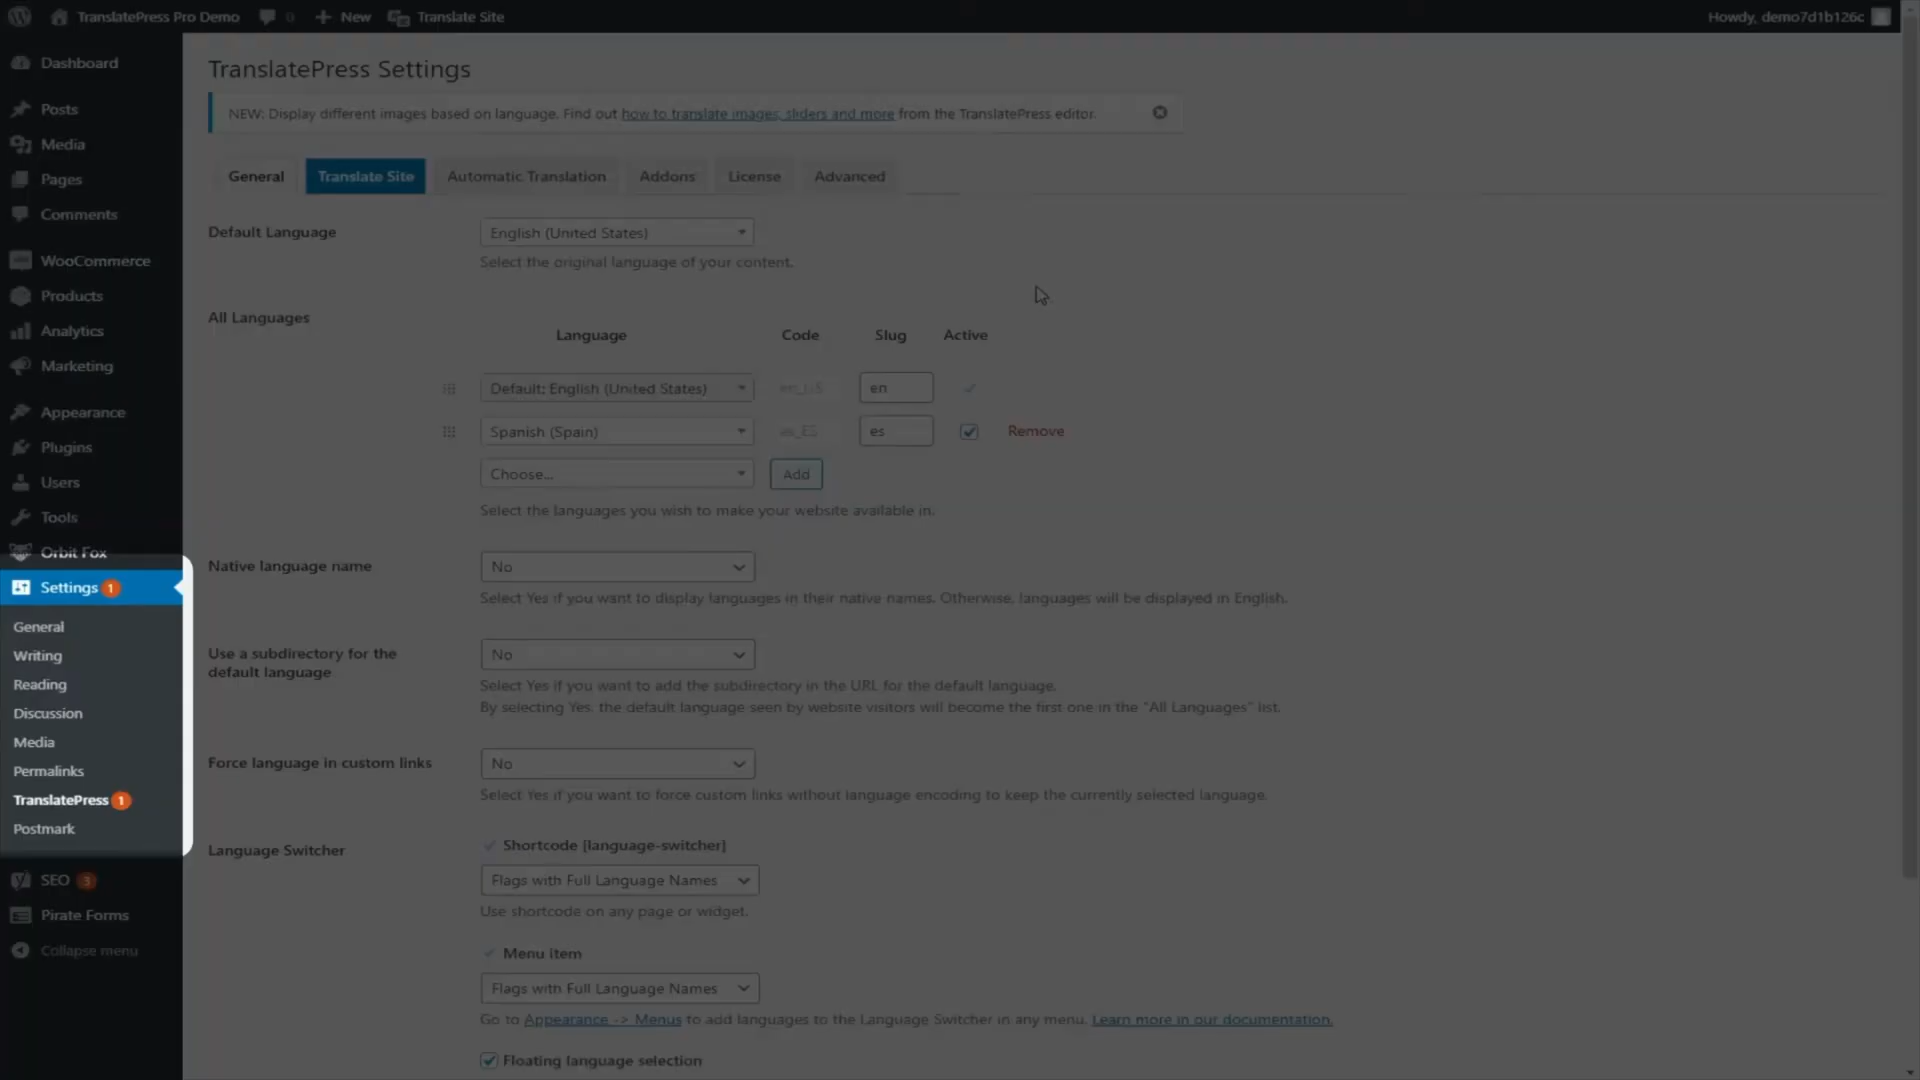 TranslatePress Pro Demo
0
New
Translate Site
Howdy, demo7d1b126c
Dashboard
Posts
Media
Pages
Comments
WooCommerce
Products
Analytics
Marketing
Appearance
Plugins
Users
Tools
Orbit Fox
Settings 1
General
Writing
Reading
Discussion
Media
Permalinks
TranslatePress 1
Postmark
SEO 3
Pirate Forms
Collapse menu
TranslatePress Settings
NEW: Display different images based on language. Find out how to translate images, sliders and more from the TranslatePress editor.
General
Translate Site
Automatic Translation
Addons
License
Advanced
Default Language
English (United States)
Select the original language of your content.
All Languages
Language
Code
Slug
Active
Default: English (United States)
en_US
en
Spanish (Spain)
es_ES
es
Remove
Choose...
Add
Select the languages you wish to make your website available in.
Native language name
No
Select Yes if you want to display languages in their native names. Otherwise, languages will be displayed in English.
Use a subdirectory for the
default language
No
Select Yes if you want to add the subdirectory in the URL for the default language.
By selecting Yes, the default language seen by website visitors will become the first one in the "All Languages" list.
Force language in custom links
No
Select Yes if you want to force custom links without language encoding to keep the currently selected language.
Language Switcher
Shortcode [language-switcher]
Flags with Full Language Names
Use shortcode on any page or widget.
Menu item
Flags with Full Language Names
Go to Appearance -> Menus to add languages to the Language Switcher in any menu. Learn more in our documentation.
Floating language selection